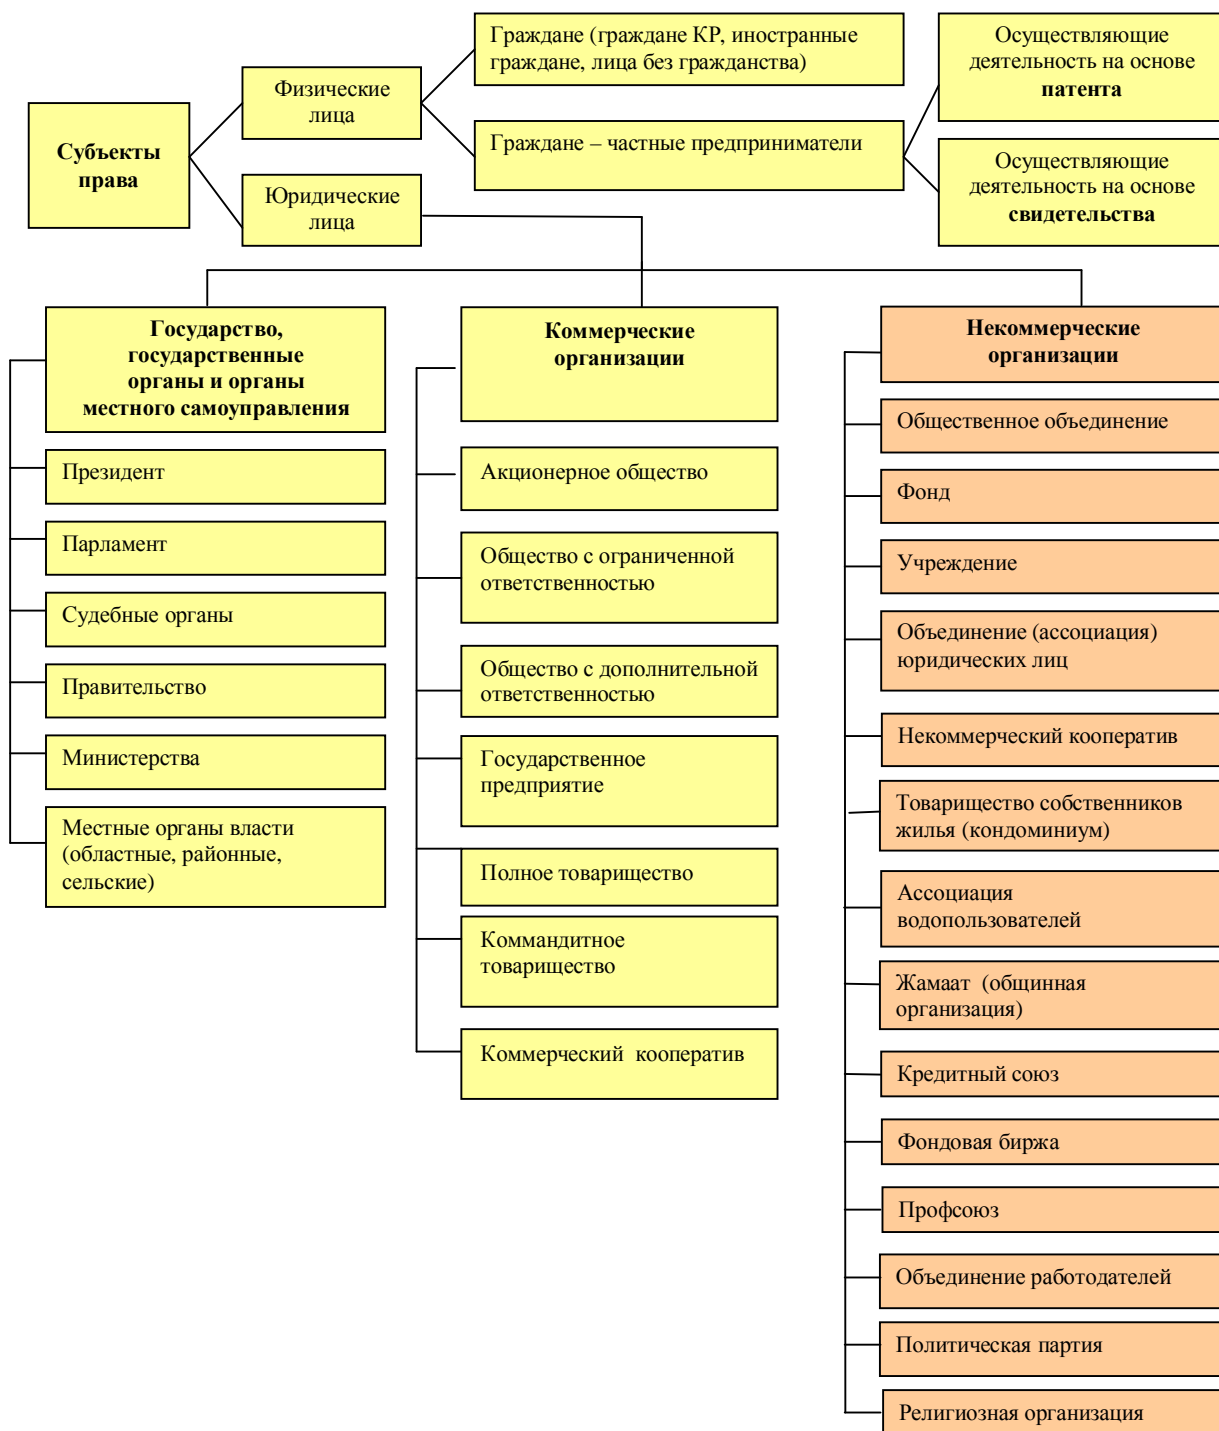 Субъекты
права
Физические
лица
Юридические
лица
Граждане (граждане КР, иностранные
граждане, лица без гражданства)
Граждане – частные предприниматели
Осуществляющие
деятельность на основе
патента
Осуществляющие
деятельность на основе
свидетельства
Государство,
государственные
органы и органы
местного самоуправления
Президент
Парламент
Судебные органы
Правительство
Министерства
Местные органы власти
(областные, районные,
сельские)
Коммерческие
организации
Акционерное общество
Общество с ограниченной
ответственностью
Общество с дополнительной
ответственностью
Государственное
предприятие
Полное товарищество
Коммандитное
товарищество
Коммерческий кооператив
Некоммерческие
организации
Общественное объединение
Фонд
Учреждение
Объединение (ассоциация)
юридических лиц
Некоммерческий кооператив
Товарищество собственников
жилья (кондоминиум)
Ассоциация
водопользователей
Жамаат (общинная
организация)
Кредитный союз
Фондовая биржа
Профсоюз
Объединение работодателей
Политическая партия
Религиозная организация